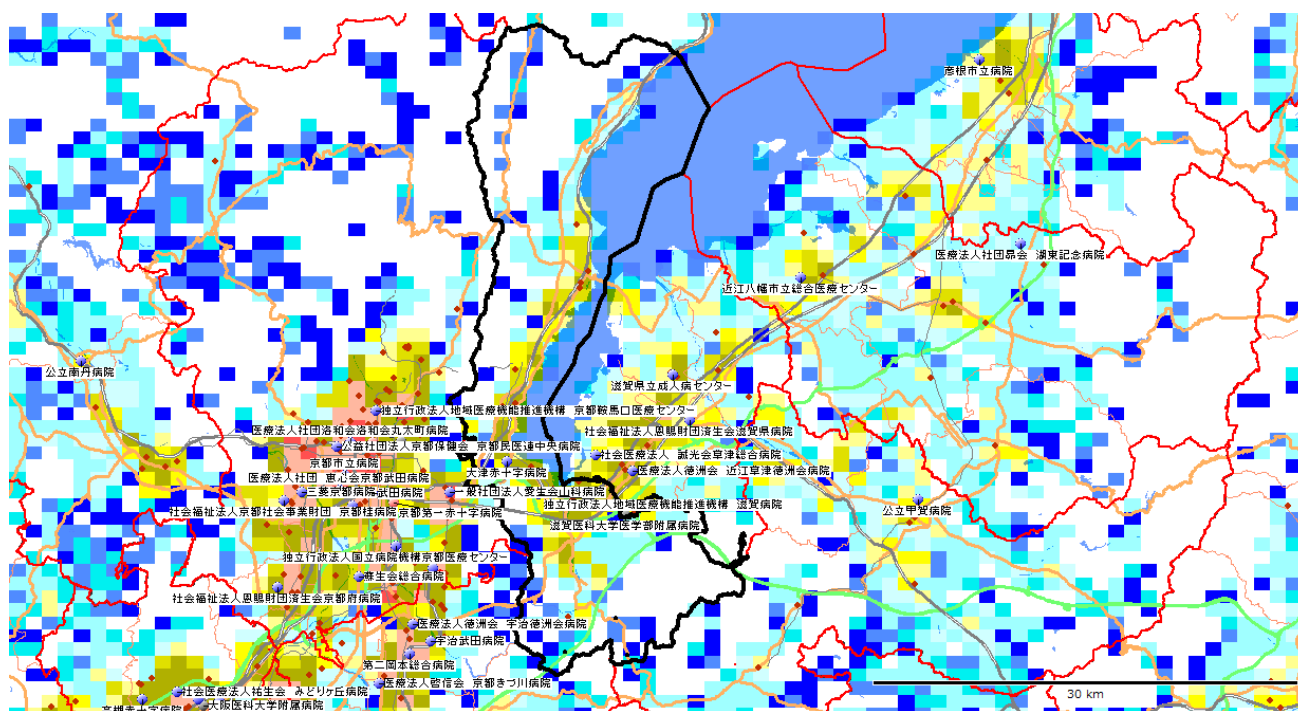 彦根市立病院
医療法人社団昴会 湖東記念病院
近江八幡市立総合医療センター
公立南丹病院
滋賀県立成人病センター
独立行政法人地域医療機能推進機構 京都鞍馬口医療センター
医療法人社団洛和会洛和会丸太町病院
社会福祉法人恩賜財団済生会滋賀県病院
公益社団法人京都保健会 京都民医連中央病院
社会医療法人 誠光会草津総合病院
京都市立病院
大津赤十字病院
医療法人徳洲会 近江草津徳洲会病院
医療法人社団 恵心会京都武田病院
三菱京都病院
武田病院
一般社団法人愛生会山科病院
独立行政法人地域医療機能推進機構 滋賀病院
社会福祉法人京都社会事業財団 京都桂病院
京都第一赤十字病院
公立甲賀病院
滋賀医科大学医学部附属病院
独立行政法人国立病院機構京都医療センター
蘇生会総合病院
社会福祉法人恩賜財団済生会京都府病院
医療法人徳洲会 宇治徳洲会病院
宇治武田病院
第二岡本総合病院
医療法人啓信会 京都きづ川病院
社会医療法人祐生会 みどりヶ丘病院
高槻赤十字病院
大阪医科大学附属病院
30 km